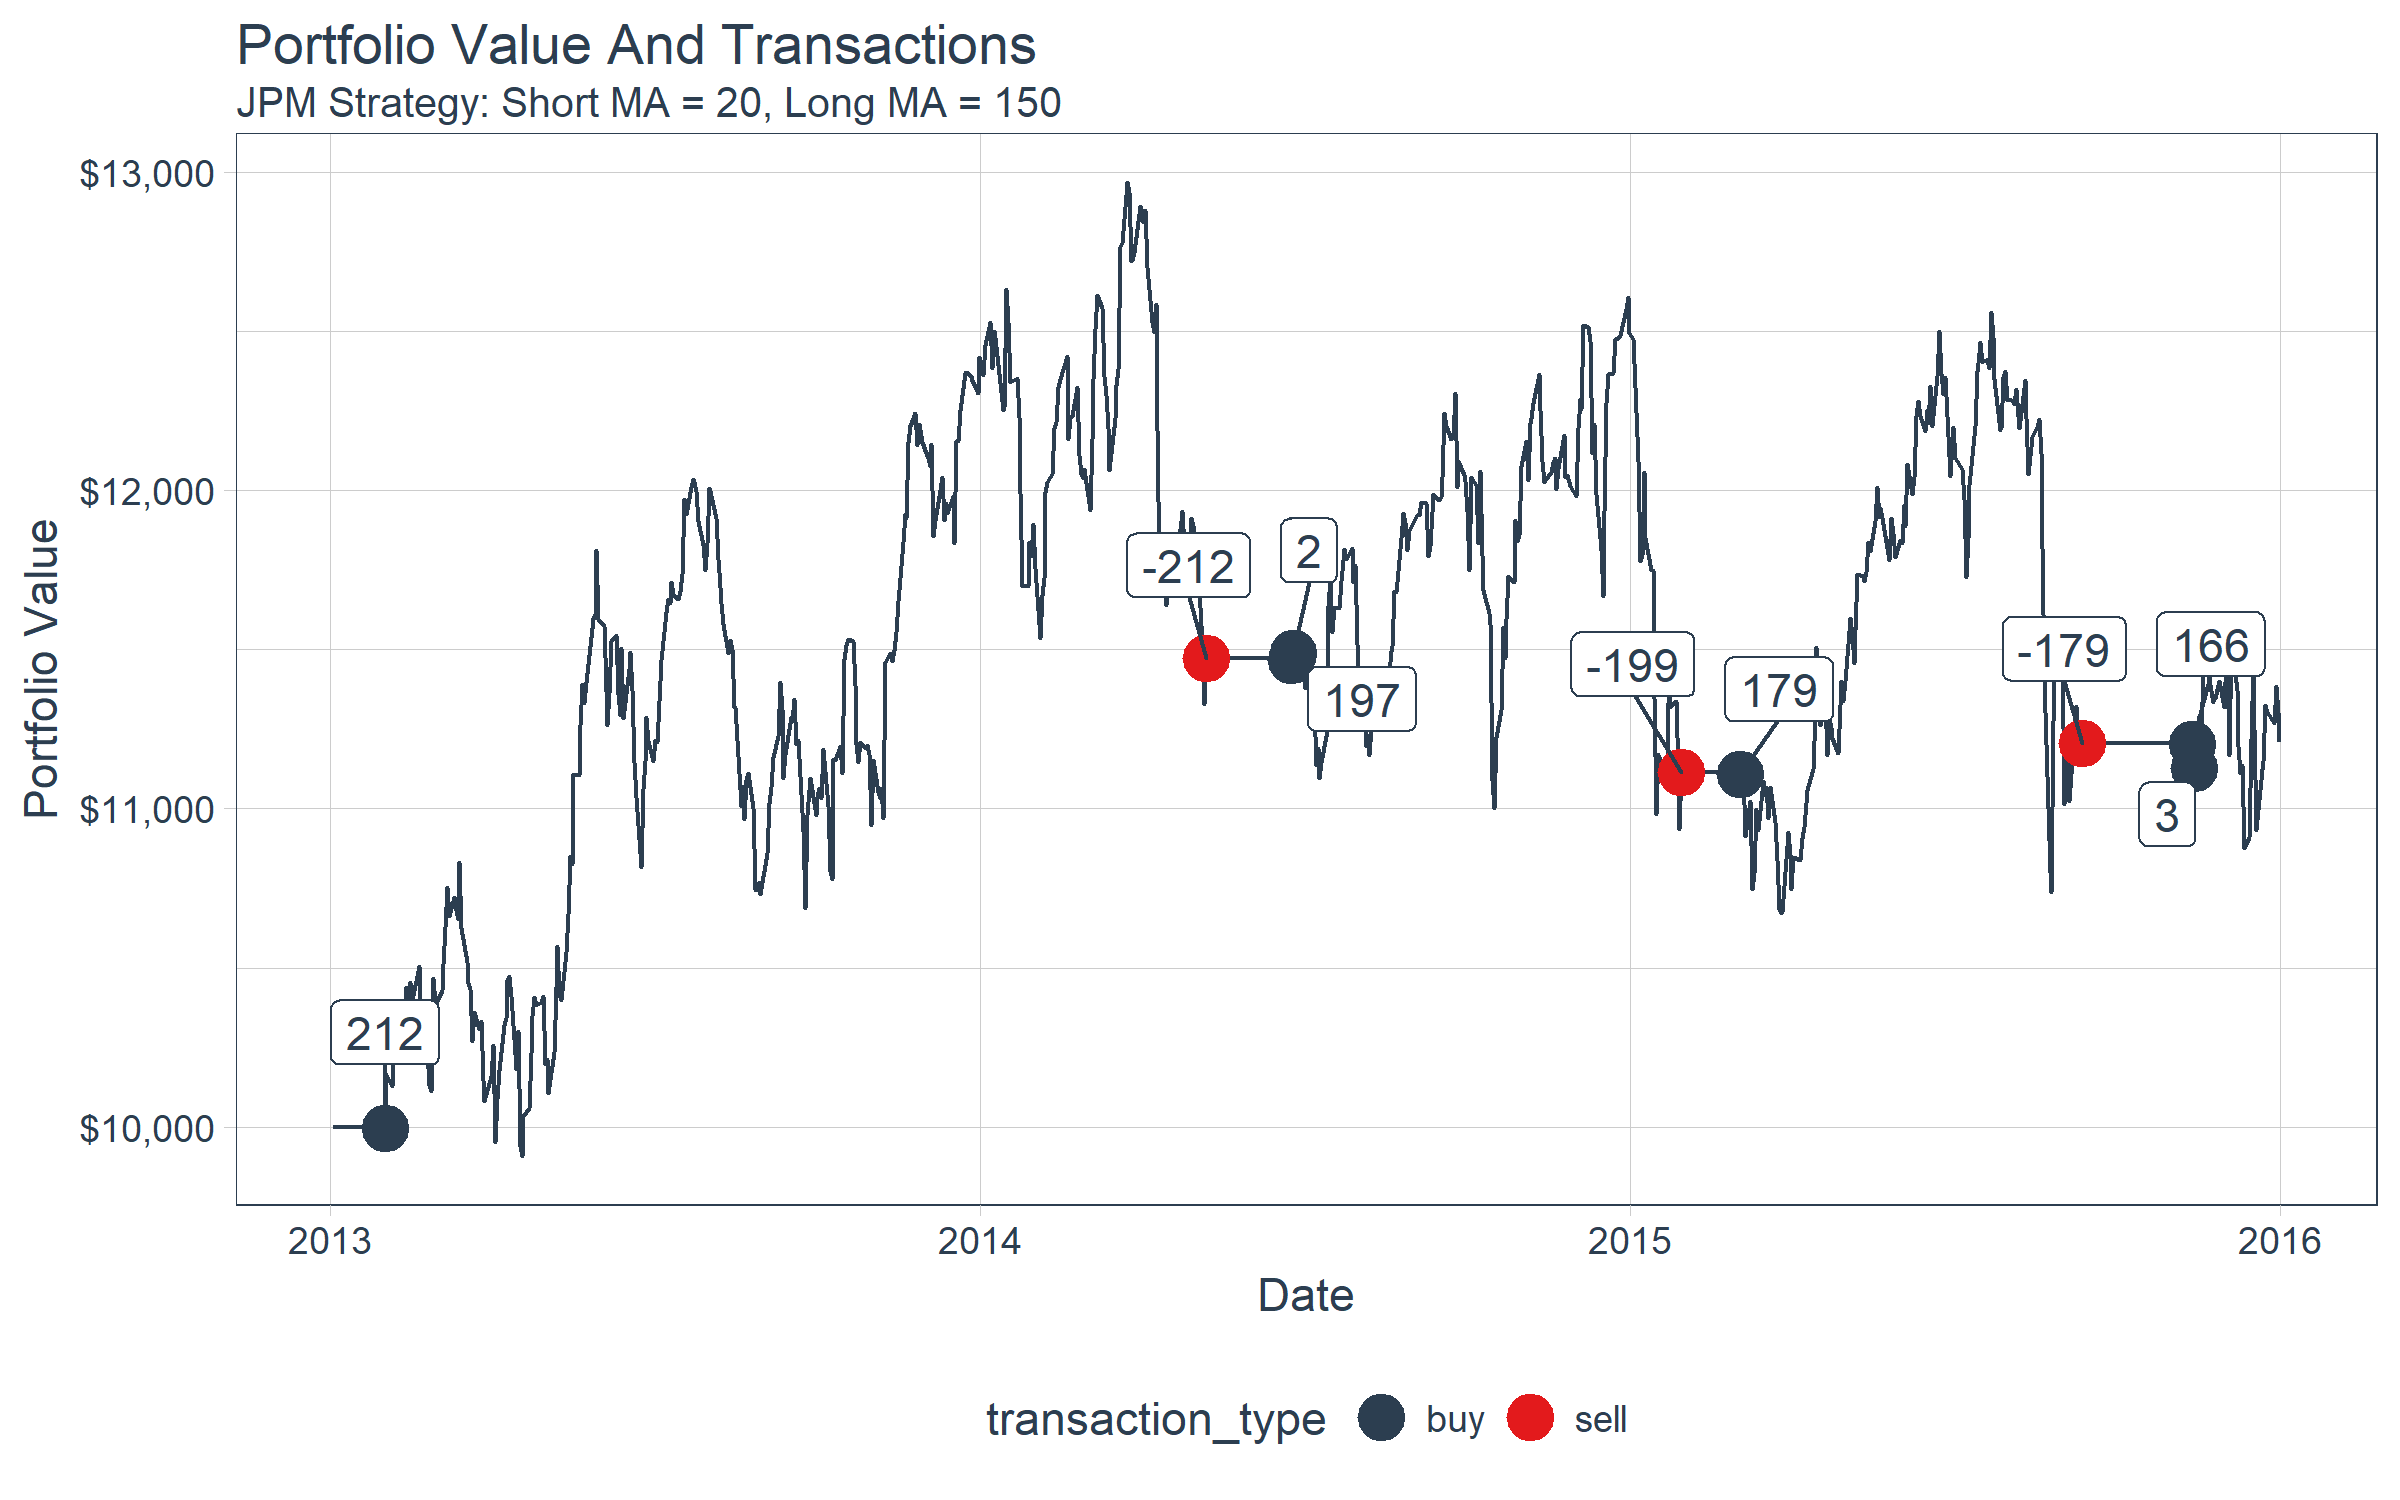 Portfolio Value And Transactions
JPM Strategy: Short MA = 20, Long MA = 150
Portfolio Value
$13,000
$12,000
$11,000
$10,000
212
-212
2
197
-199
179
-179
166
3
2013
2014
2015
2016
Date
transaction_type
buy
sell